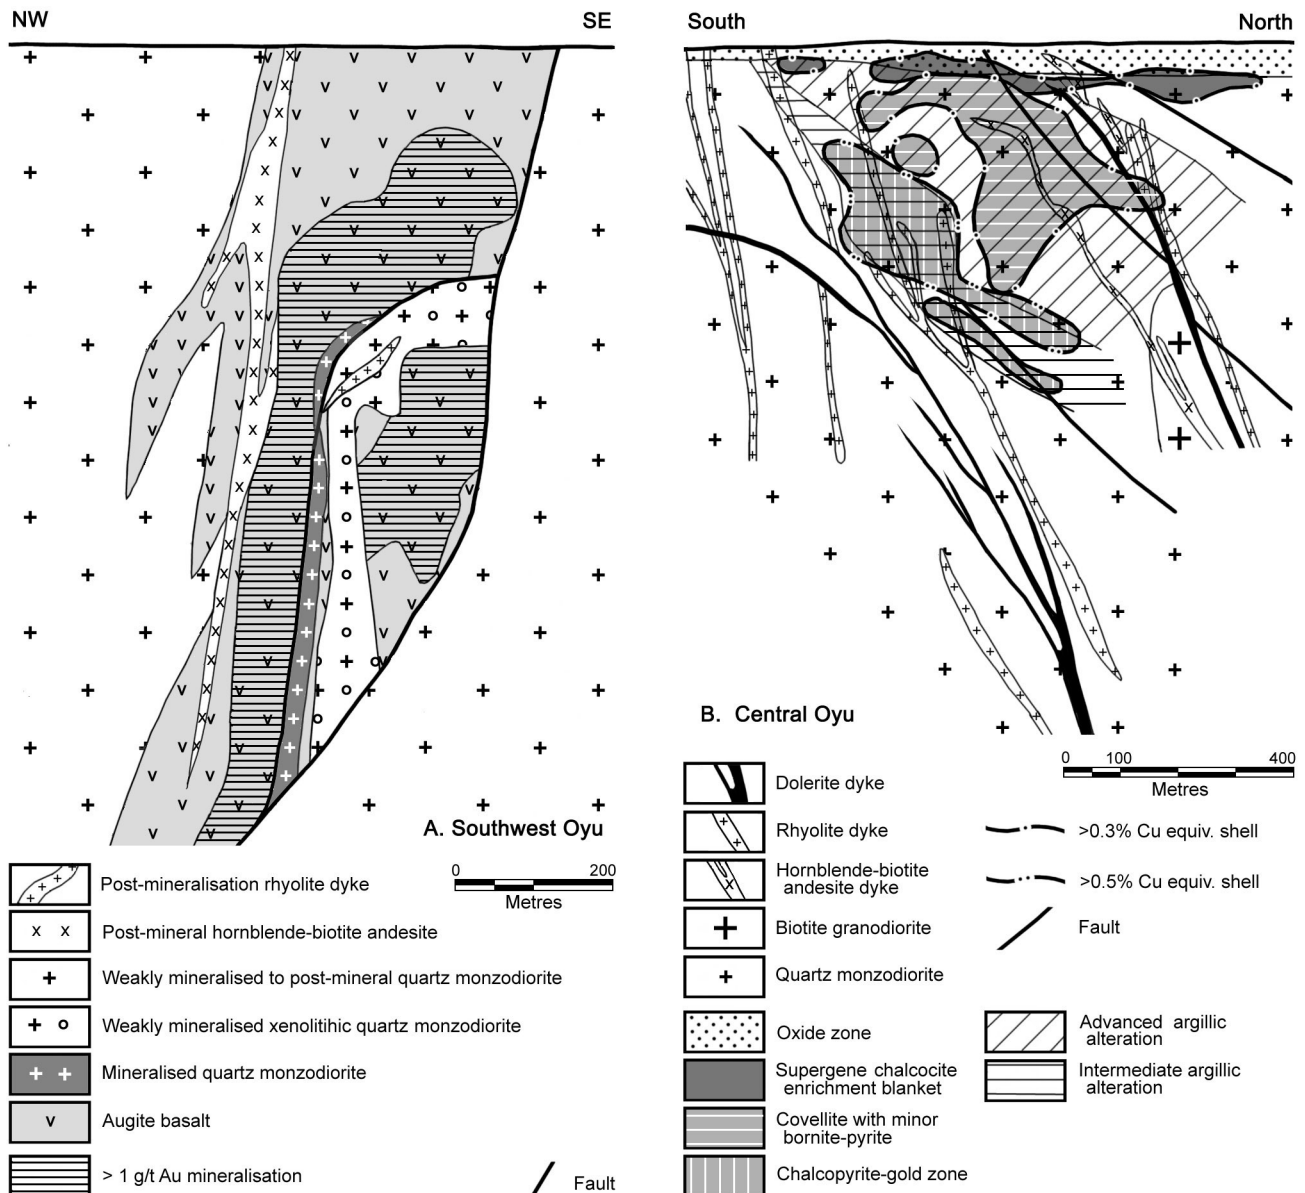 NW
SE
A. Southwest Oyu
0
200
Metres
Post-mineralisation rhyolite dyke
Post-mineral hornblende-biotite andesite
Weakly mineralised to post-mineral quartz monzodiorite
Weakly mineralised xenolitihic quartz monzodiorite
Mineralised quartz monzodiorite
Augite basalt
> 1 g/t Au mineralisation
Fault
South
North
B. Central Oyu
0
100
400
Metres
Dolerite dyke
Rhyolite dyke
Hornblende-biotite
andesite dyke
Biotite granodiorite
Quartz monzodiorite
Oxide zone
Supergene chalcocite
enrichment blanket
Covellite with minor
bornite-pyrite
Chalcopyrite-gold zone
>0.3% Cu equiv. shell
>0.5% Cu equiv. shell
Fault
Advanced argillic
alteration
Intermediate argillic
alteration